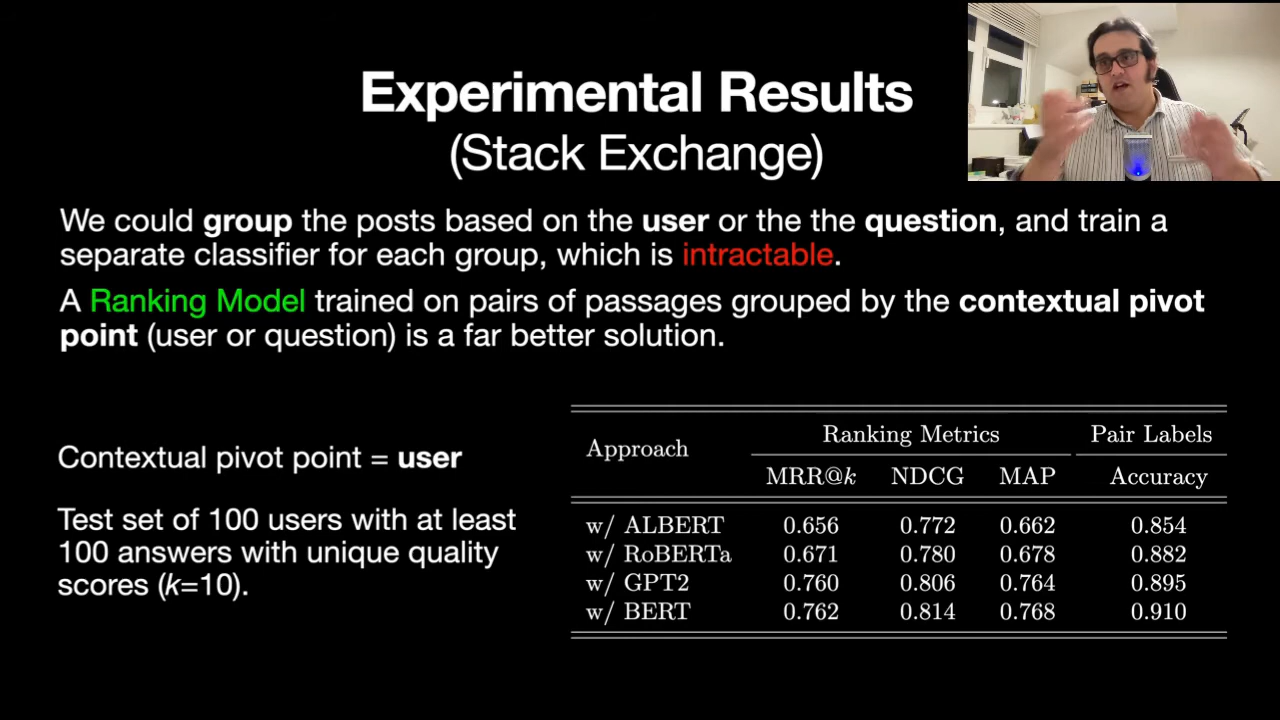 Experimental Results
(Stack Exchange)
We could group the posts based on the user or the the question, and train a
separate classifier for each group, which is intractable.
A Ranking Model trained on pairs of passages grouped by the contextual pivot
point (user or question) is a far better solution.
Contextual pivot point = user
Test set of 100 users with at least
100 answers with unique quality
scores (k=10).
Approach Ranking Metrics Pair Labels
MRR@k NDCG MAP Accuracy
w/ ALBERT 0.656 0.772 0.662 0.854
w/ RoBERTa 0.671 0.780 0.678 0.882
w/ GPT2 0.760 0.806 0.764 0.895
w/ BERT 0.762 0.814 0.768 0.910